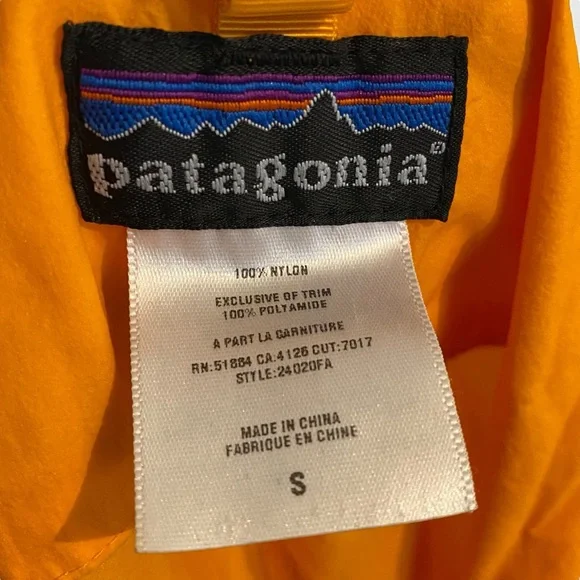 patagonia®
100% NYLON
EXCLUSIVE OF TRIM
100% POLYAMIDE
A PART LA GARNITURE
RN:51884 CA:4126 CUT:7017
STYLE:24020FA
MADE IN CHINA
FABRIQUE EN CHINE
S